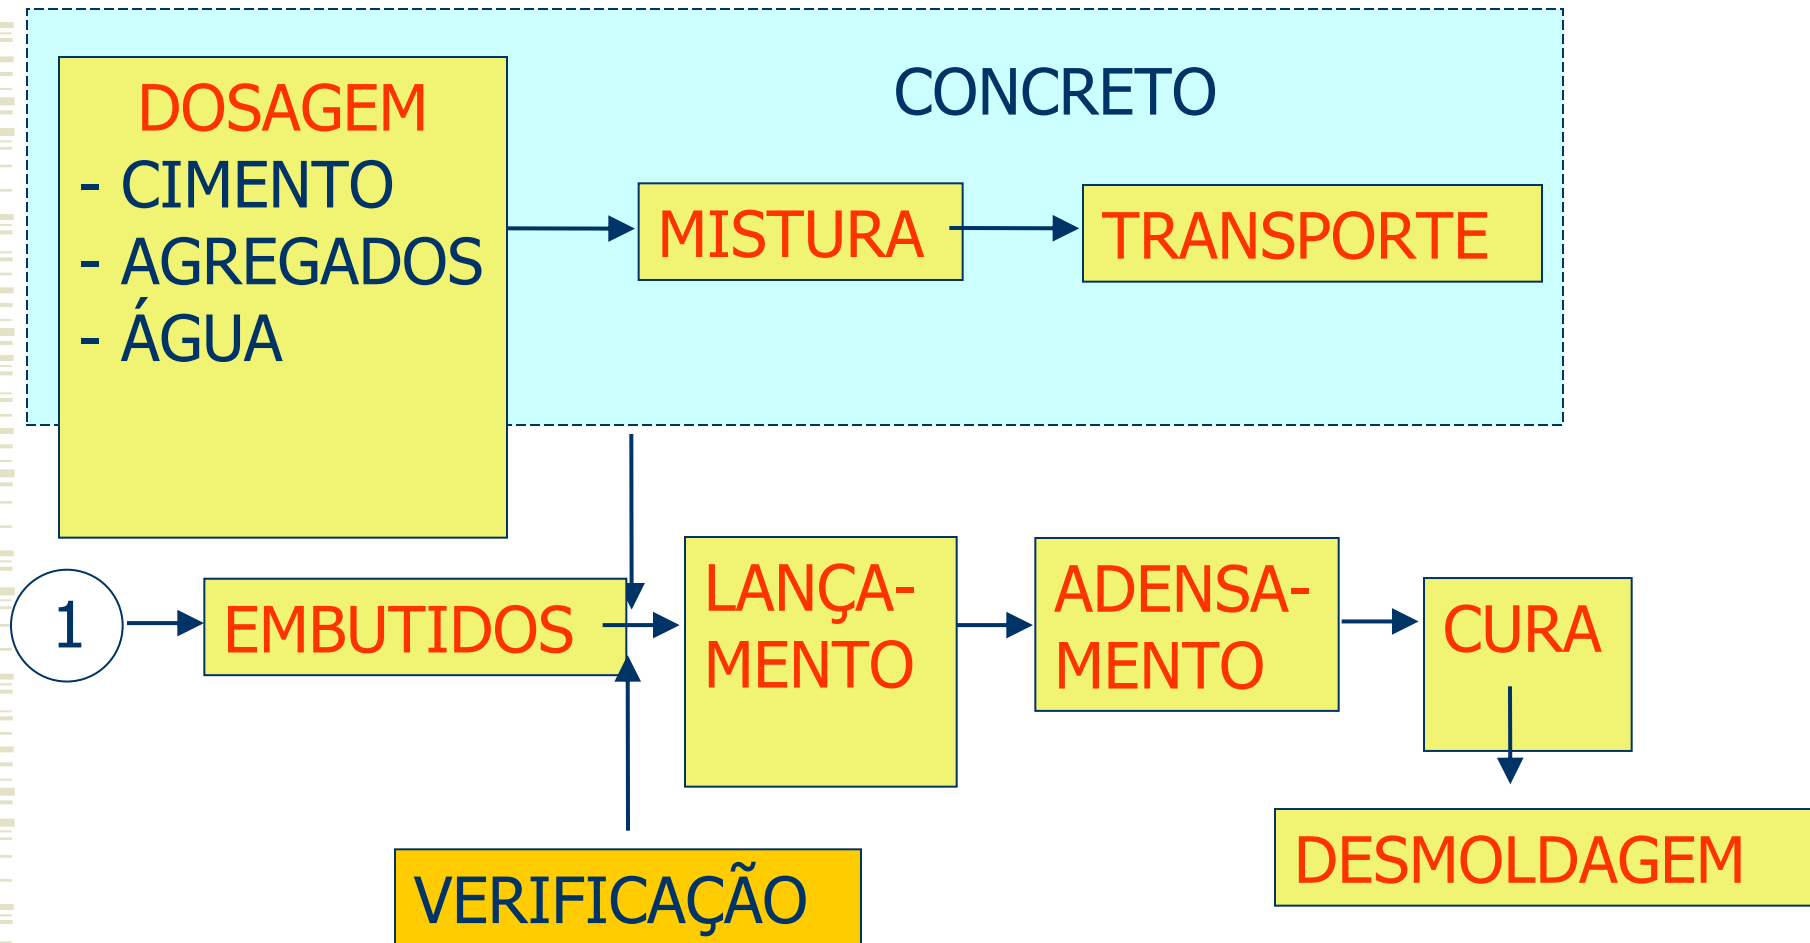 CONCRETO
DOSAGEM
- CIMENTO
- AGREGADOS
- ÁGUA
MISTURA
TRANSPORTE
1
EMBUTIDOS
LANÇA-
MENTO
ADENSA-
MENTO
CURA
DESMOLDAGEM
VERIFICAÇÃO